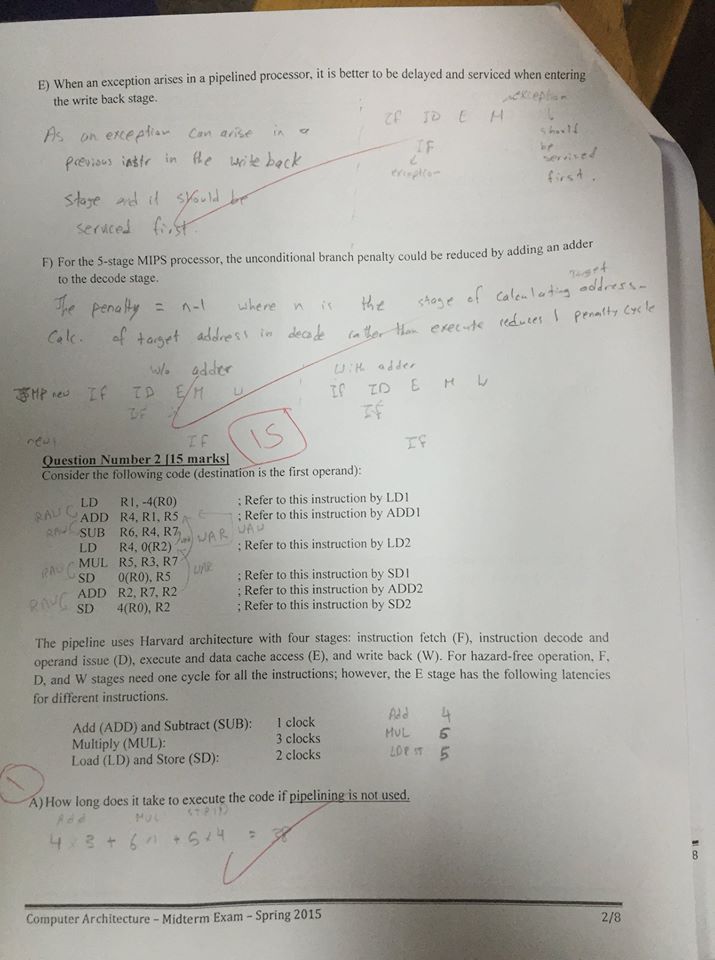 E) When an exception arises in a pipelined processor, it is better to be delayed and serviced when entering
the write back stage.
As an exception can arise in a
previous instr in the write back
stage and it should be
serviced first.
exception
IF ID E M
should
be
serviced
first.
IF
exception
F) For the 5-stage MIPS processor, the unconditional branch penalty could be reduced by adding an adder
to the decode stage.
The penalty = n-1 where n is the stage of calculating target address.
Calc. of target address in decode rather than execute reduces 1 penalty cycle
w/o adder
With adder
JMP new IF ID E M W
IF ID E M W
IF
IF
new: IF
IF
15
Question Number 2 [15 marks]
Consider the following code (destination is the first operand):
LD R1, -4(R0) ; Refer to this instruction by LD1
RAW ADD R4, R1, R5 ; Refer to this instruction by ADD1
RAW SUB R6, R4, R7 WAR WAW
LD R4, 0(R2) ; Refer to this instruction by LD2
RAW MUL R5, R3, R7 WAR
SD 0(R0), R5 ; Refer to this instruction by SD1
RAW ADD R2, R7, R2 ; Refer to this instruction by ADD2
SD 4(R0), R2 ; Refer to this instruction by SD2
The pipeline uses Harvard architecture with four stages: instruction fetch (F), instruction decode and
operand issue (D), execute and data cache access (E), and write back (W). For hazard-free operation, F,
D, and W stages need one cycle for all the instructions; however, the E stage has the following latencies
for different instructions.
Add (ADD) and Subtract (SUB): 1 clock
Multiply (MUL): 3 clocks
Load (LD) and Store (SD): 2 clocks
Add 4
MUL 6
5
1
A) How long does it take to execute the code if pipelining is not used.
Add MUL
4 x 3 + 6 x 1 + 5 x 4 = 38
8
Computer Architecture – Midterm Exam – Spring 2015
2/8